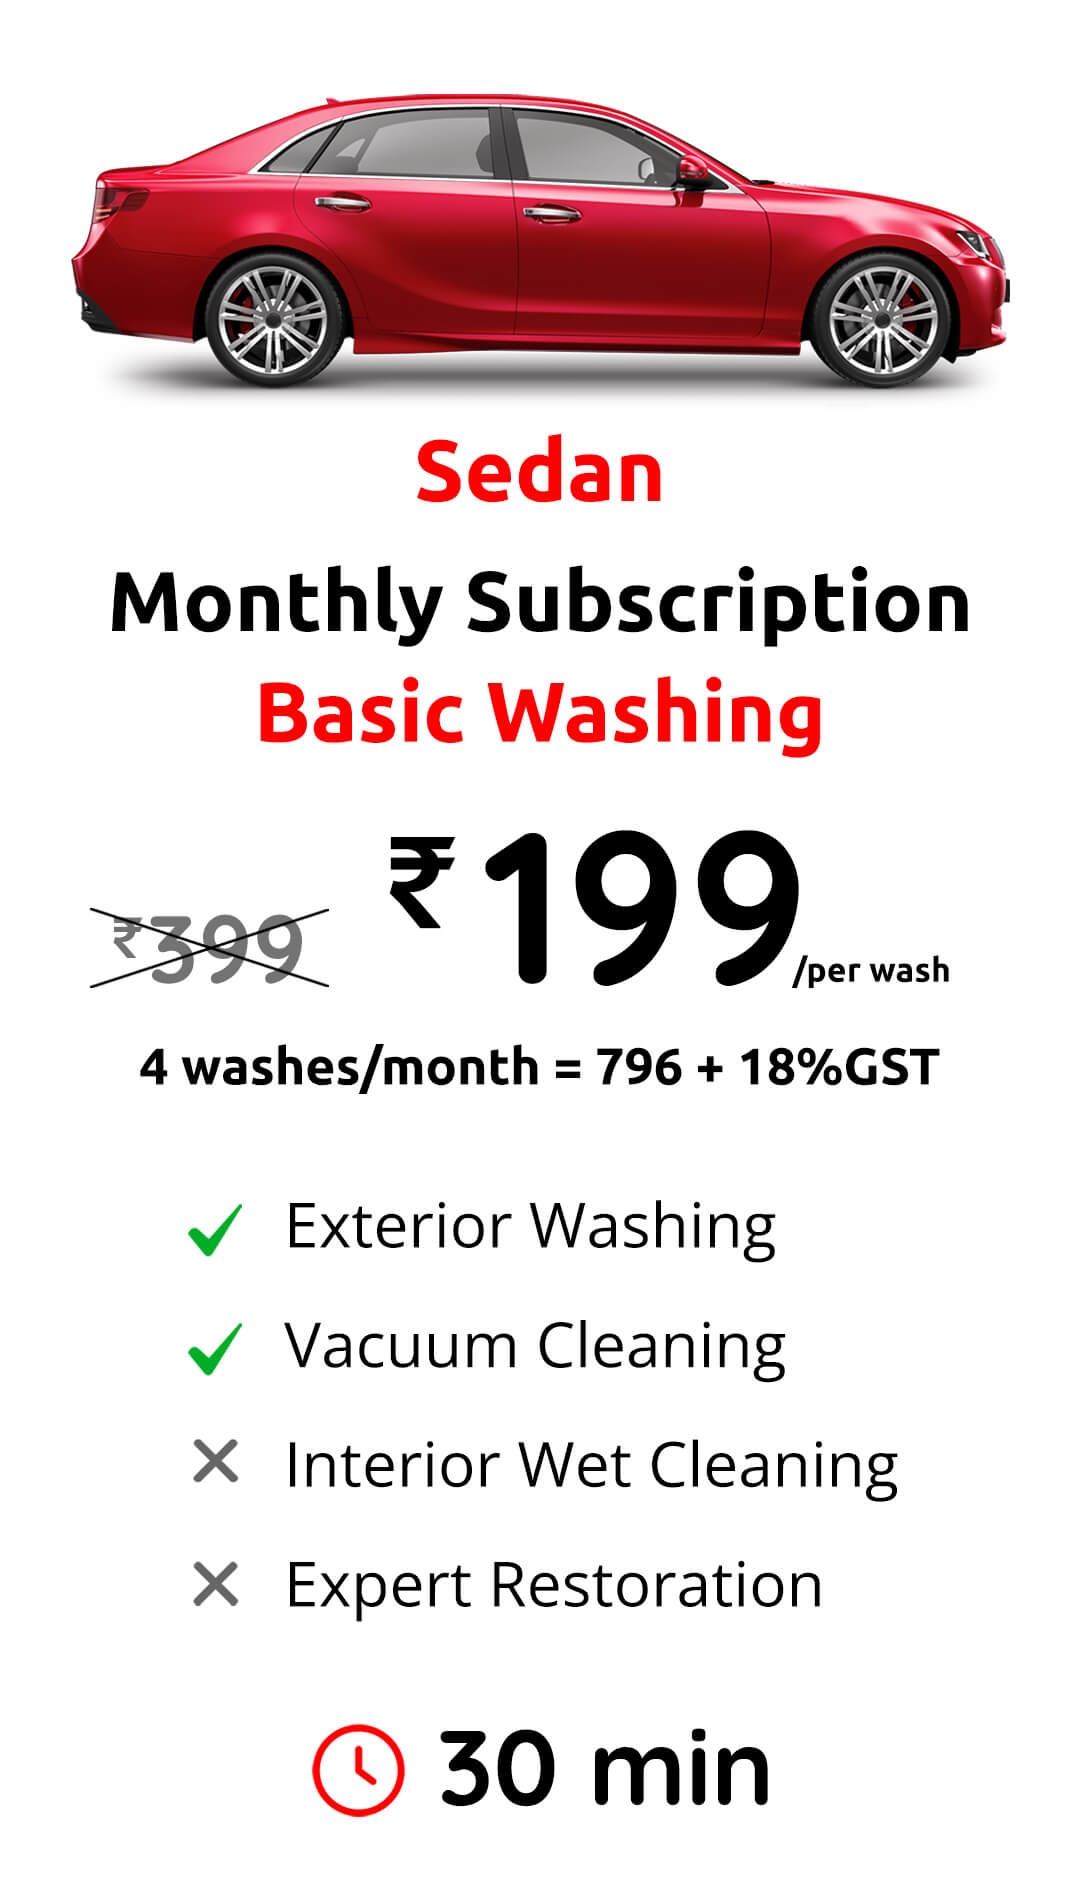 Sedan
Monthly Subscription
Basic Washing
₹399
₹199/per wash
4 washes/month = 796 + 18%GST
Exterior Washing
Vacuum Cleaning
Interior Wet Cleaning
Expert Restoration
30 min